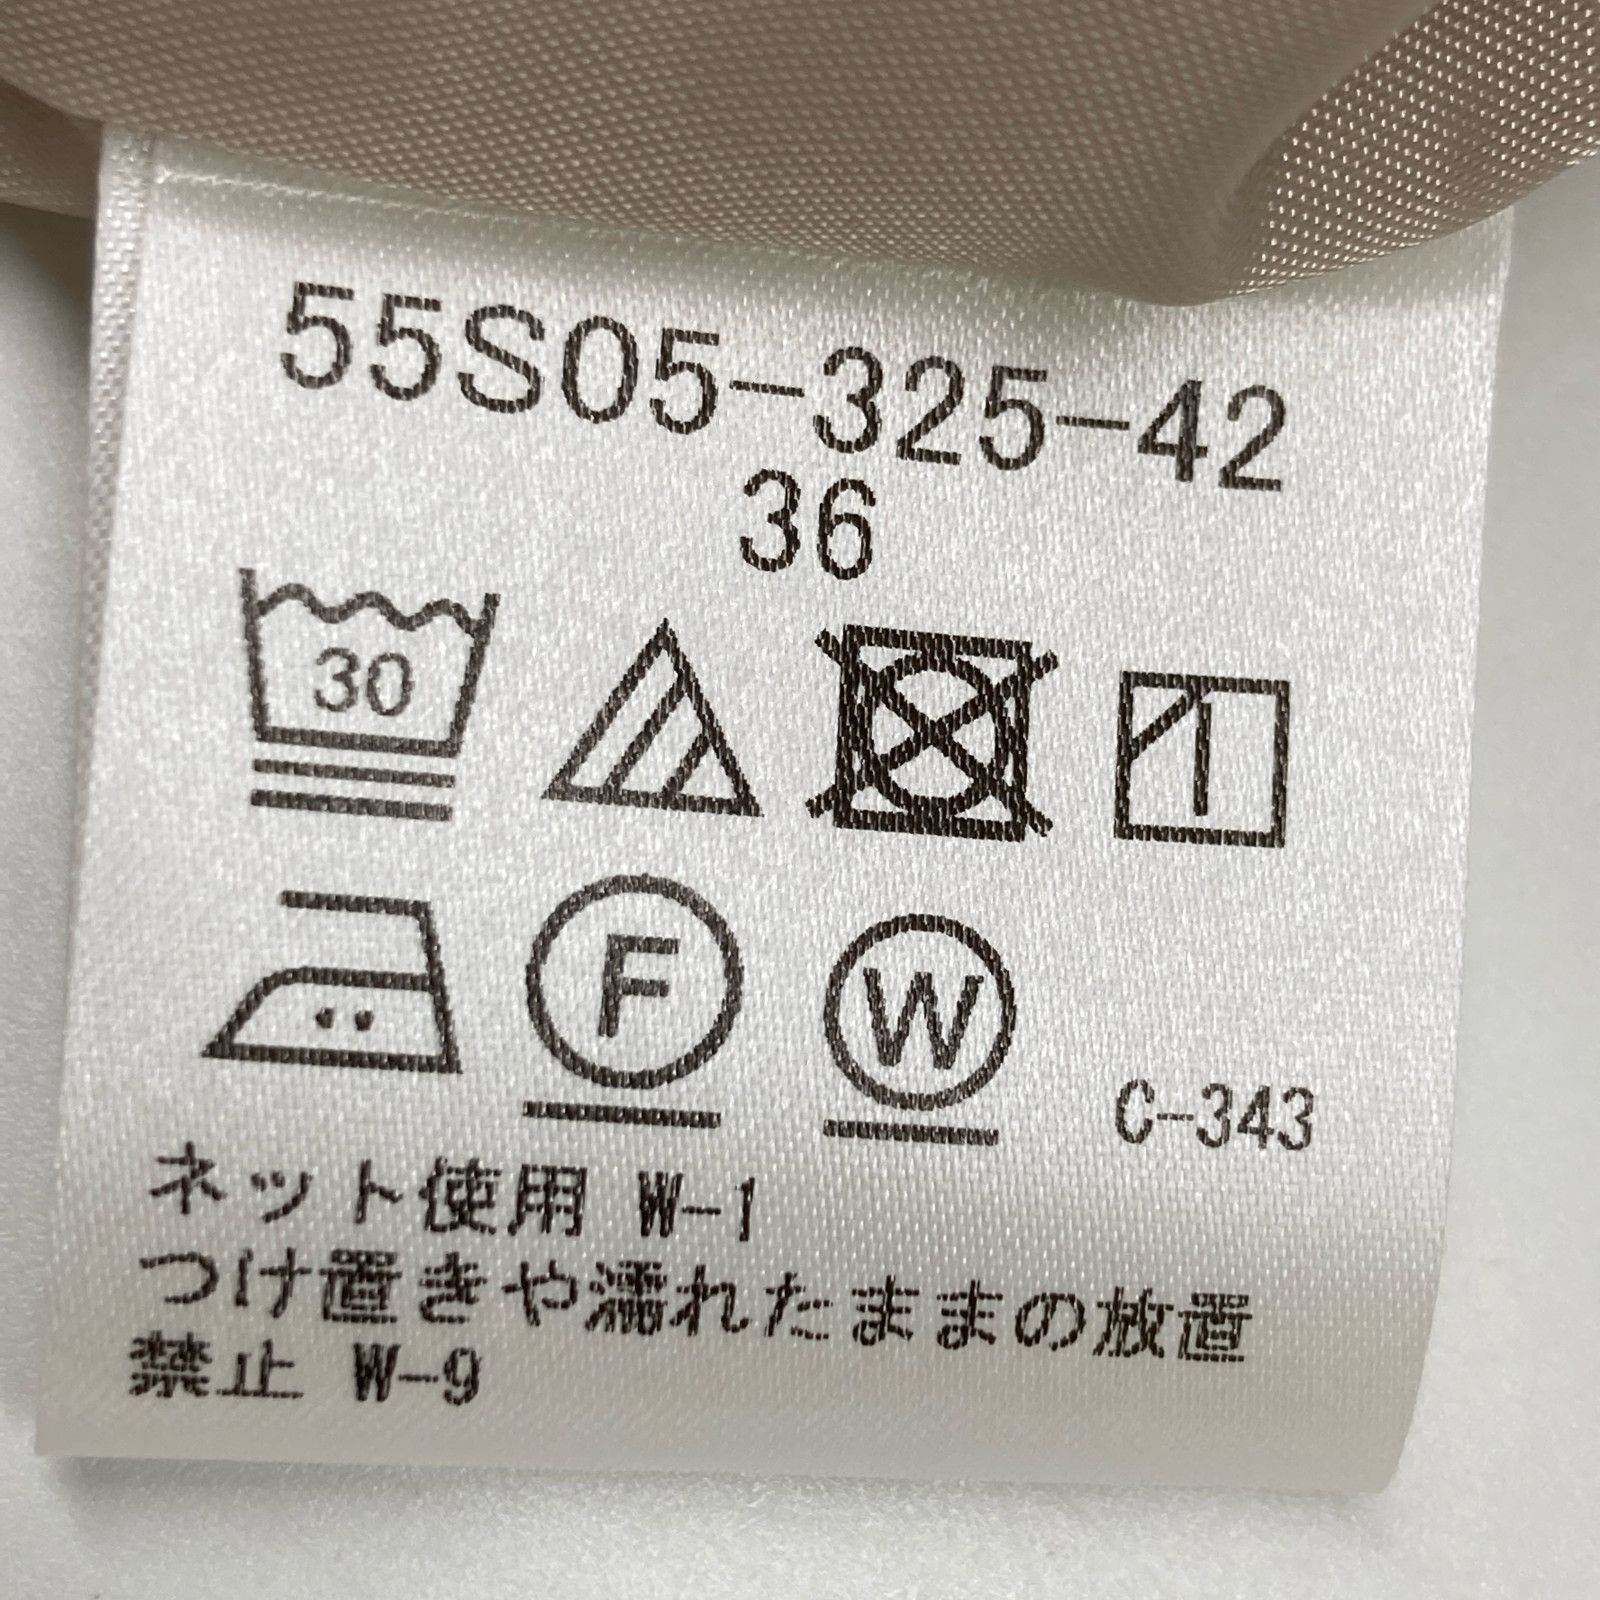 55S05-325-42
36
30
F W C-343
ネット使用 W-1
つけ置きや濡れたままの放置
禁止 W-9